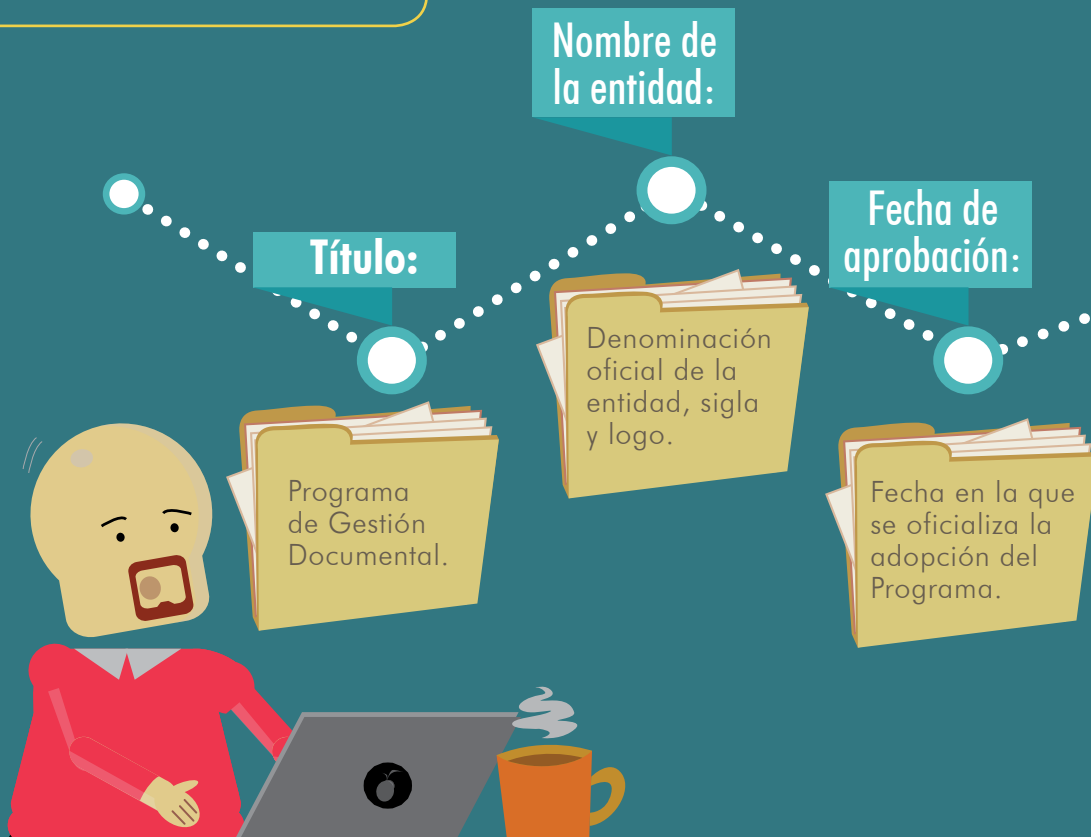 Título:
Programa
de Gestión
Documental.
Nombre de
la entidad:
Denominación
oficial de la
entidad, sigla
y logo.
Fecha de
aprobación:
Fecha en la que
se oficializa la
adopción del
Programa.